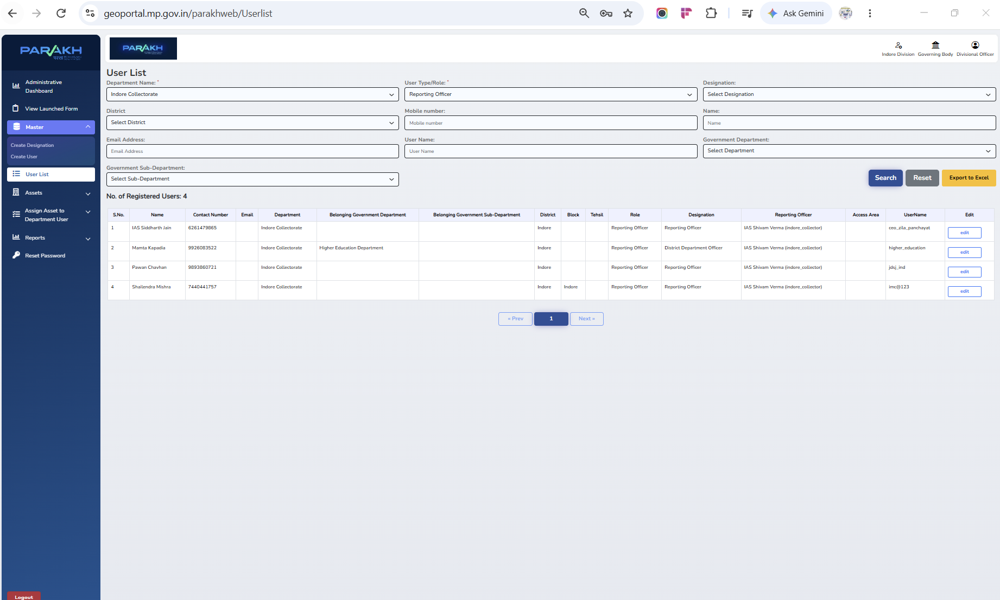 geoportal.mp.gov.in/parakhweb/Userlist
Ask Gemini
PARAKH
परख
PARAKH
Indore Division
Governing Body
Divisional Officer
Administrative
Dashboard
View Launched Form
Master
Create Designation
Create User
User List
Assets
Assign Asset to
Department User
Reports
Reset Password
Logout
User List
Department Name: *
User Type/Role: *
Designation:
Indore Collectorate
Reporting Officer
Select Designation
District
Mobile number:
Name:
Select District
Mobile number
Name
Email Address:
User Name:
Government Department:
Email Address
User Name
Select Department
Government Sub-Department:
Select Sub-Department
Search
Reset
Export to Excel
No. of Registered Users: 4
S.No. Name Contact Number Email Department Belonging Government Department Belonging Government Sub-Department District Block Tehsil Role Designation Reporting Officer Access Area UserName Edit
1 IAS Siddharth Jain 6261479865 Indore Collectorate Indore Reporting Officer Reporting Officer IAS Shivam Verma (indore_collector) ceo_zila_panchayat edit
2 Mamta Kapadia 9926083522 Indore Collectorate Higher Education Department Indore Reporting Officer District Department Officer IAS Shivam Verma (indore_collector) higher_education edit
3 Pawan Chavhan 9893860721 Indore Collectorate Indore Reporting Officer Reporting Officer IAS Shivam Verma (indore_collector) jdsj_ind edit
4 Shailendra Mishra 7440441757 Indore Collectorate Indore Indore Reporting Officer Reporting Officer IAS Shivam Verma (indore_collector) imc@123 edit
« Prev 1 Next »